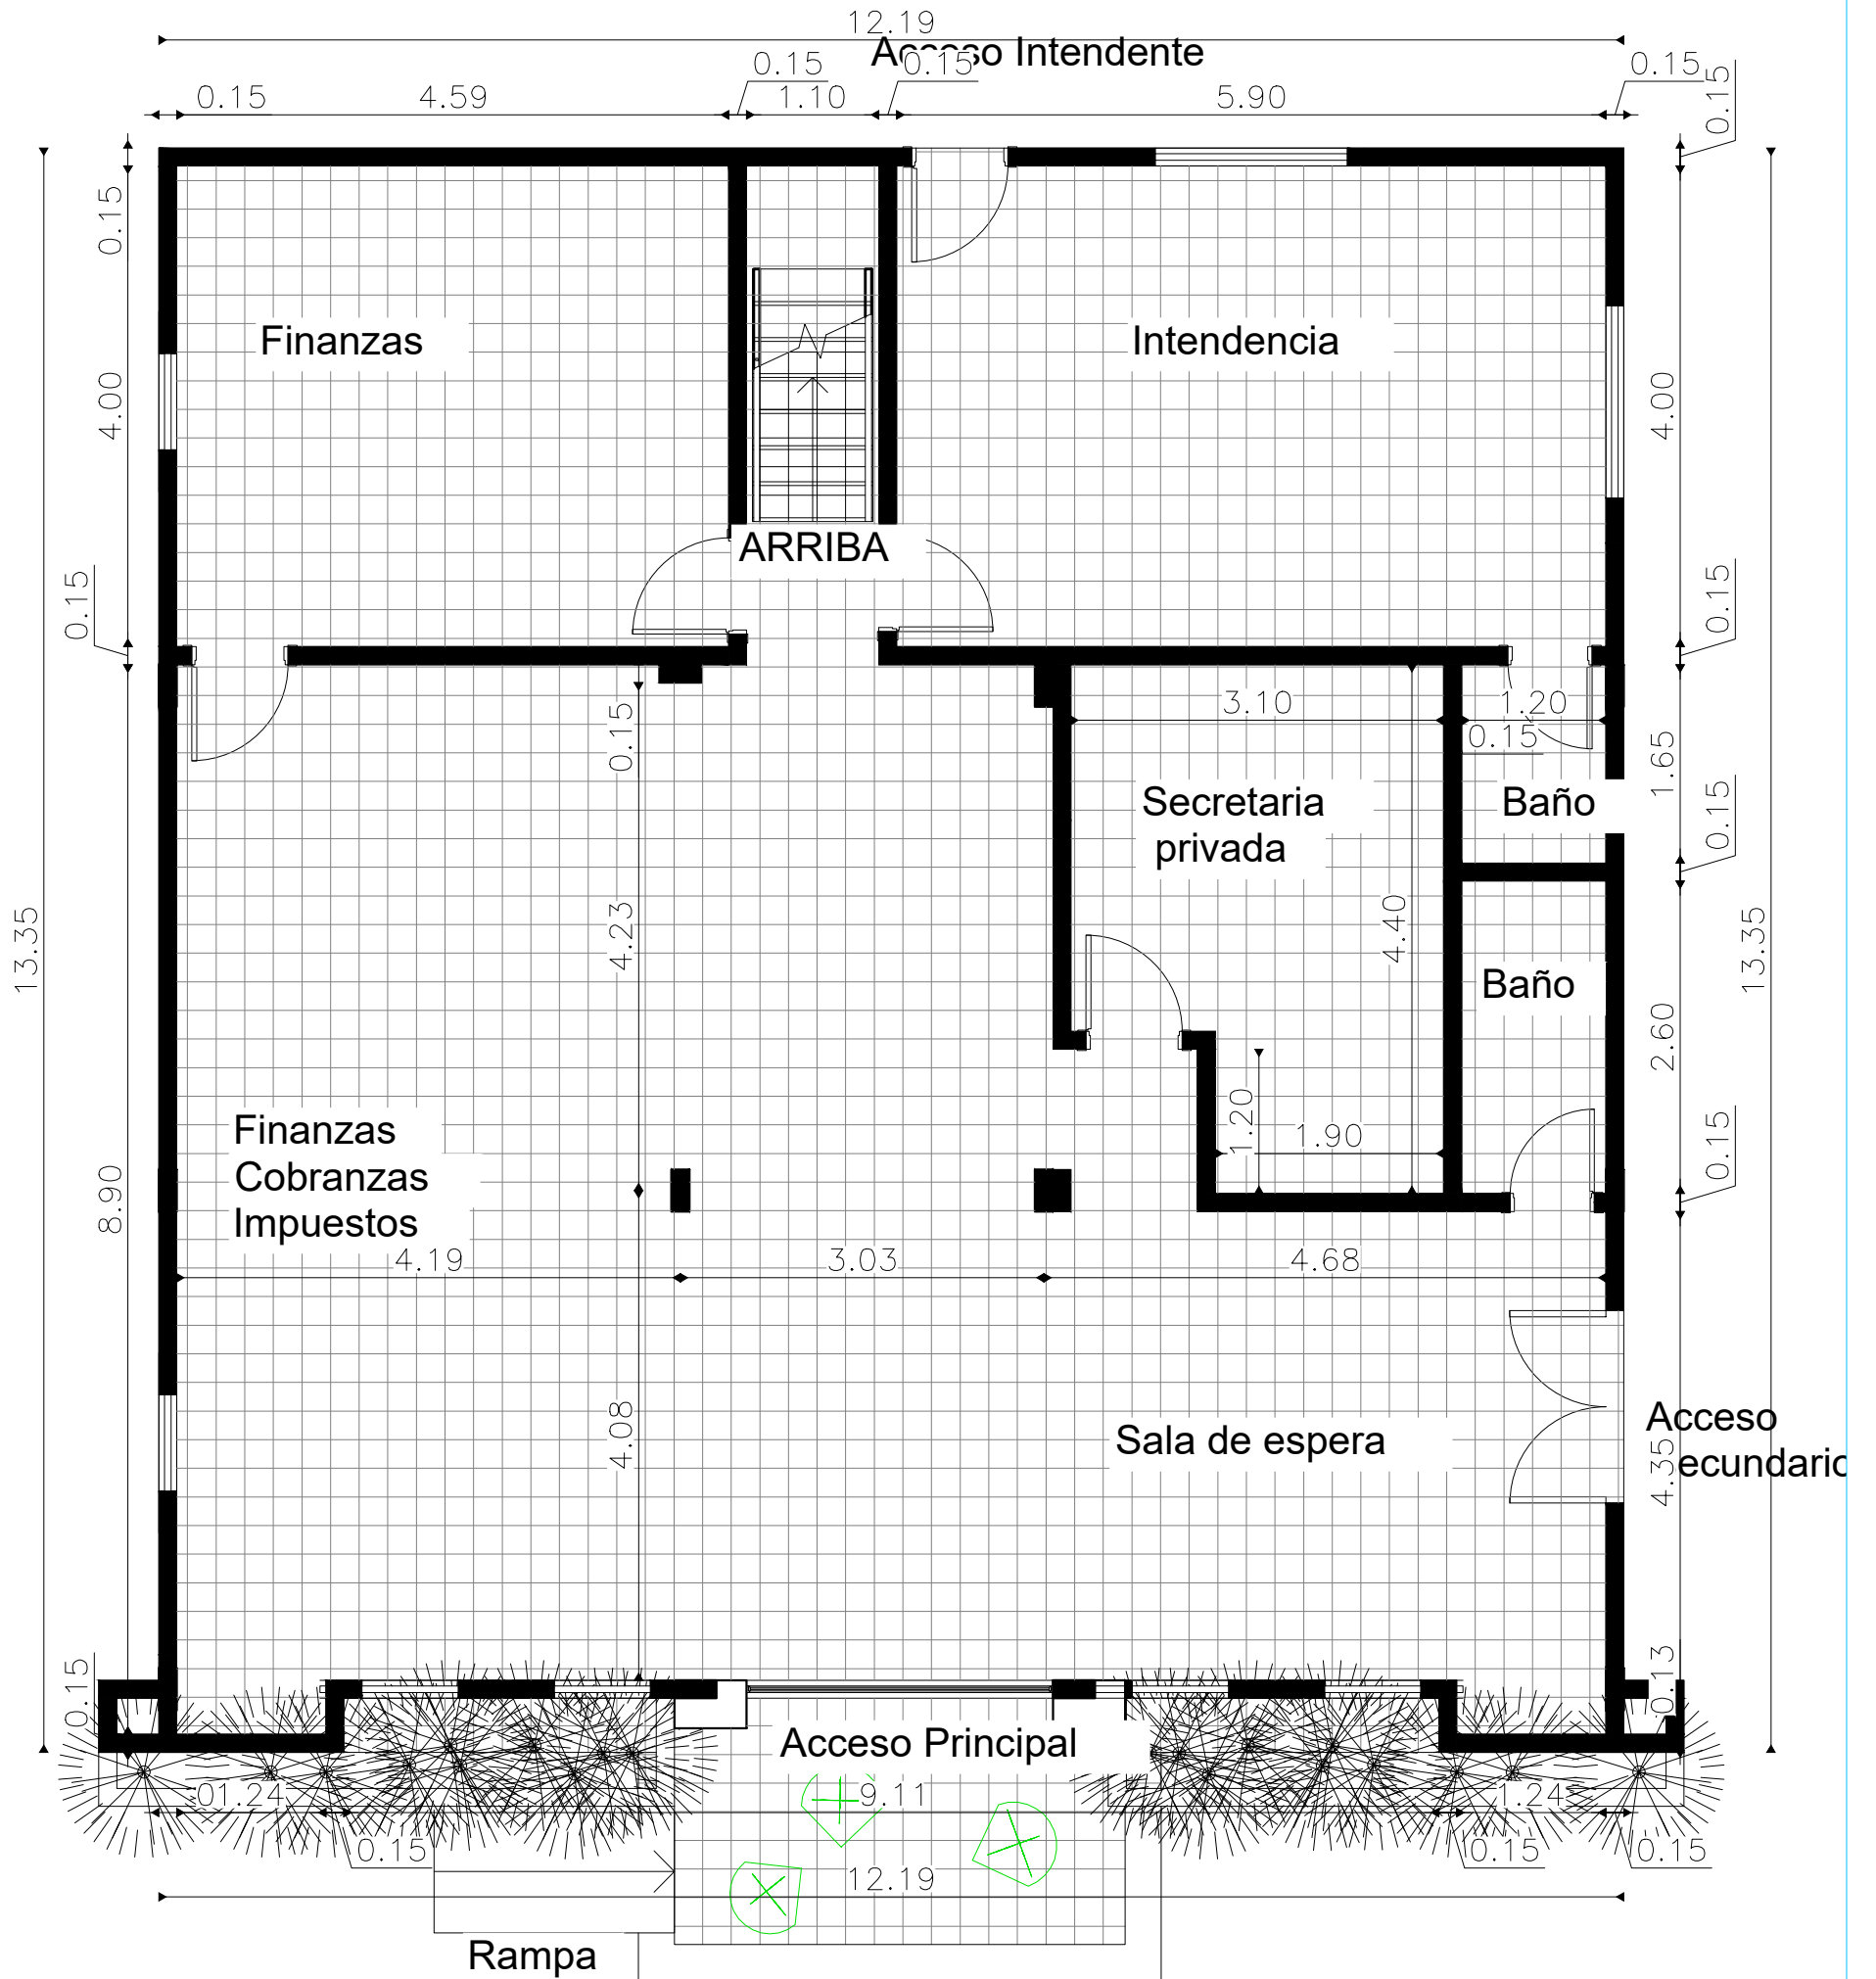 12.19
Acceso Intendente
0.15
0.15
0.15
0.15
4.59
1.10
5.90
0.15
0.15
4.00
0.15
13.35
8.90
0.15
Finanzas
ARRIBA
Intendencia
4.00
0.15
1.65
0.15
2.60
0.15
13.35
4.35
0.13
3.10
1.20
0.15
0.15
4.23
4.08
Secretaria
privada
Baño
4.40
Baño
1.20
1.90
Finanzas
Cobranzas
Impuestos
4.19
3.03
4.68
Sala de espera
Acceso
ecundario
Acceso Principal
01.24
9.11
1.24
0.15
0.15
0.15
12.19
Rampa